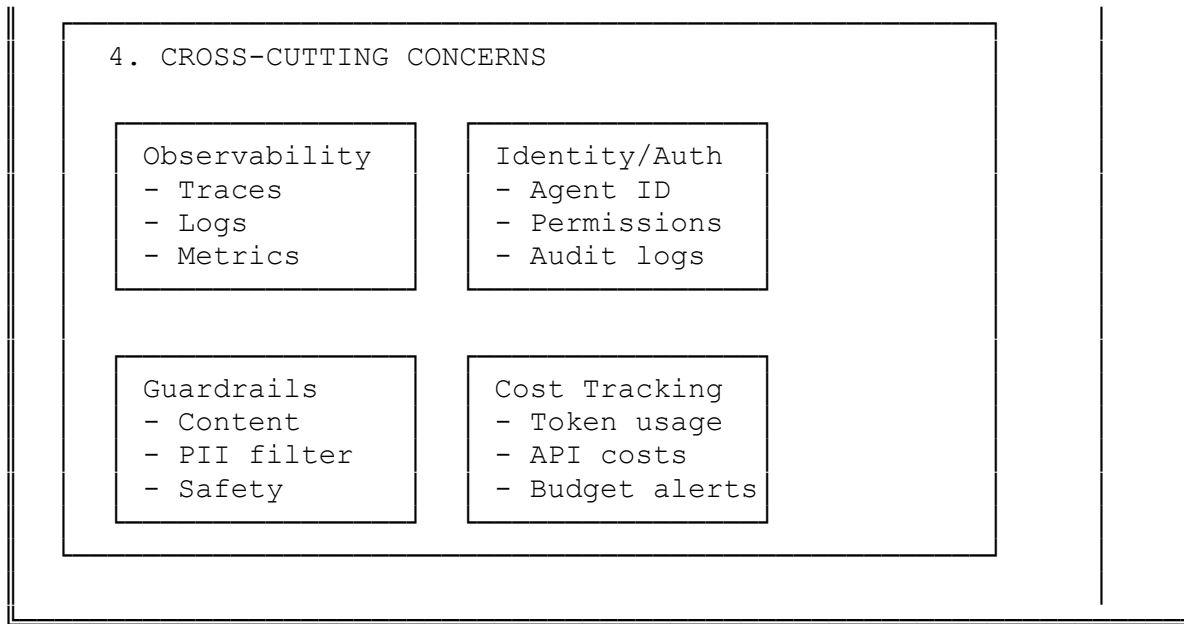 4. CROSS-CUTTING CONCERNS
Observability
- Traces
- Logs
- Metrics
Identity/Auth
- Agent ID
- Permissions
- Audit logs
Guardrails
- Content
- PII filter
- Safety
Cost Tracking
- Token usage
- API costs
- Budget alerts